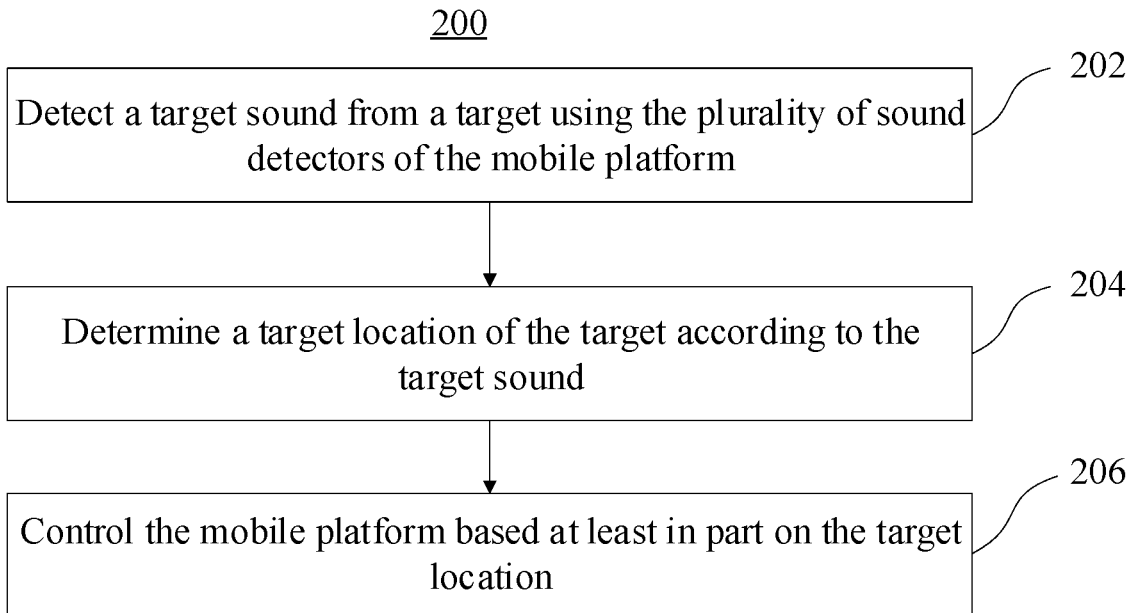 200
202
Detect a target sound from a target using the plurality of sound
detectors of the mobile platform
204
Determine a target location of the target according to the
target sound
206
Control the mobile platform based at least in part on the target
location